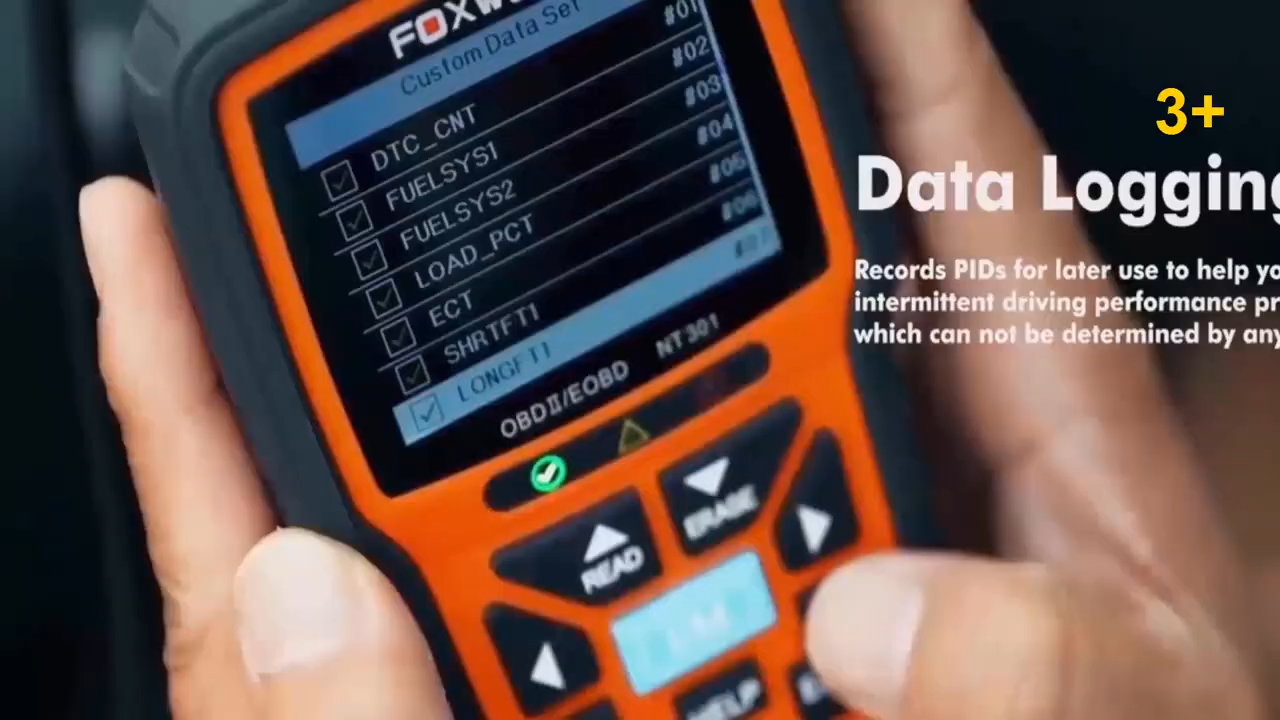 Custom Data Set
DTC_CNT #01
FUELSYS1 #02
FUELSYS2 #03
LOAD_PCT #04
ECT #05
SHRTFT1 #06
LONGFT1 #07
OBDII/EOBD NT301
READ
ERASE
HELP
3+
Data Logging
Records PIDs for later use to help yo
intermittent driving performance pr
which can not be determined by any